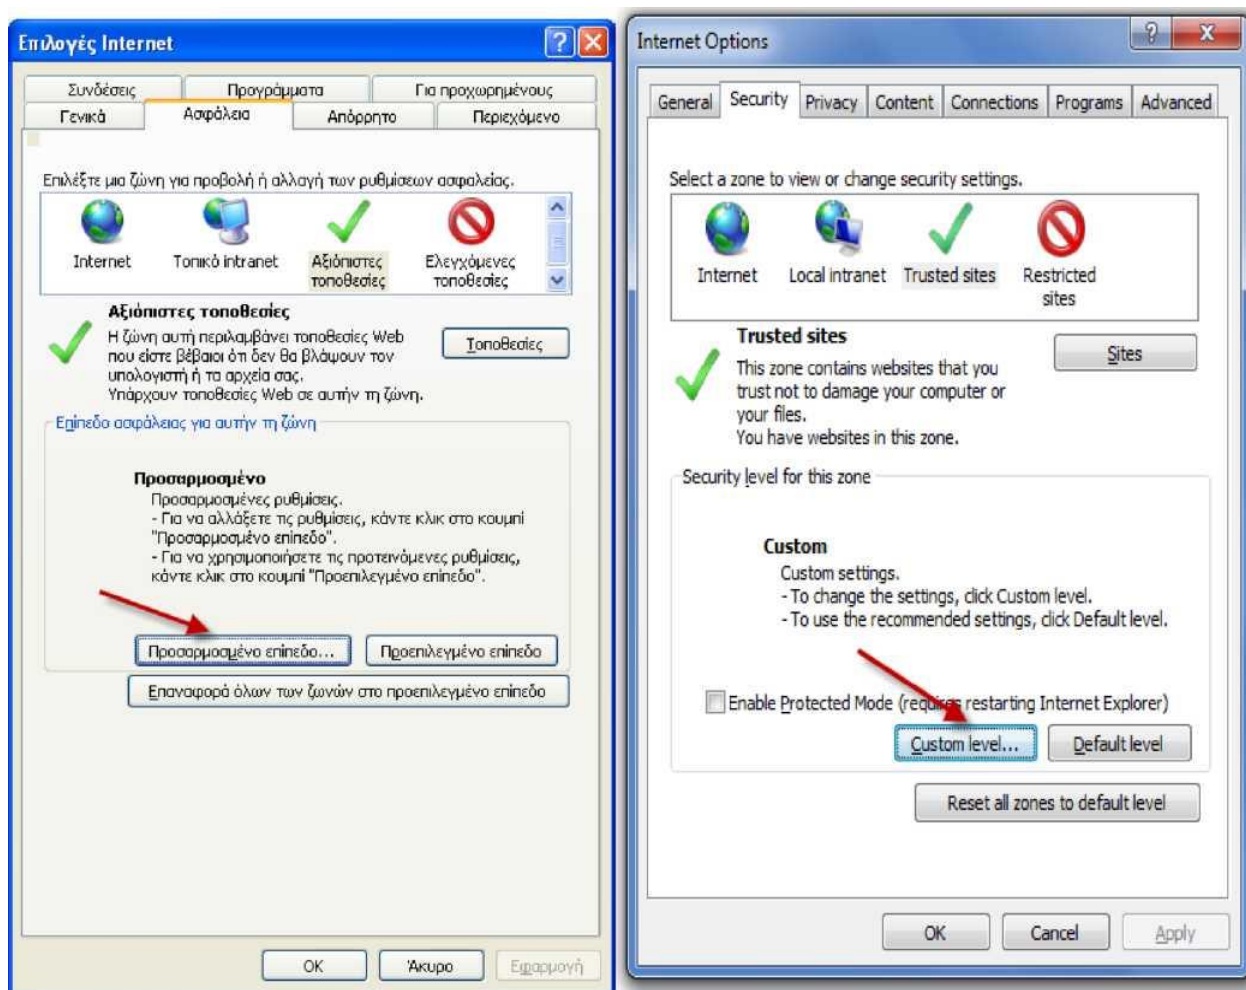 Επιλογές Internet
Συνδέσεις Προγράμματα Για προχωρημένους
Γενικά Ασφάλεια Απόρρητο Περιεχόμενο
Επιλέξτε μια ζώνη για προβολή ή αλλαγή των ρυθμίσεων ασφαλείας.
Internet Τοπικό intranet Αξιόπιστες τοποθεσίες Ελεγχόμενες τοποθεσίες
Αξιόπιστες τοποθεσίες
Η ζώνη αυτή περιλαμβάνει τοποθεσίες Web
που είστε βέβαιοι ότι δεν θα βλάψουν τον
υπολογιστή ή τα αρχεία σας.
Υπάρχουν τοποθεσίες Web σε αυτήν τη ζώνη.
Τοποθεσίες
Επίπεδο ασφάλειας για αυτήν τη ζώνη
Προσαρμοσμένο
Προσαρμοσμένες ρυθμίσεις.
- Για να αλλάξετε τις ρυθμίσεις, κάντε κλικ στο κουμπί
"Προσαρμοσμένο επίπεδο".
- Για να χρησιμοποιήσετε τις προτεινόμενες ρυθμίσεις,
κάντε κλικ στο κουμπί "Προεπιλεγμένο επίπεδο".
Προσαρμοσμένο επίπεδο... Προεπιλεγμένο επίπεδο
Επαναφορά όλων των ζωνών στο προεπιλεγμένο επίπεδο
OK Άκυρο Εφαρμογή
Internet Options
General Security Privacy Content Connections Programs Advanced
Select a zone to view or change security settings.
Internet Local intranet Trusted sites Restricted sites
Trusted sites
This zone contains websites that you
trust not to damage your computer or
your files.
You have websites in this zone.
Sites
Security level for this zone
Custom
Custom settings.
- To change the settings, click Custom level.
- To use the recommended settings, click Default level.
Enable Protected Mode (requires restarting Internet Explorer)
Custom level... Default level
Reset all zones to default level
OK Cancel Apply